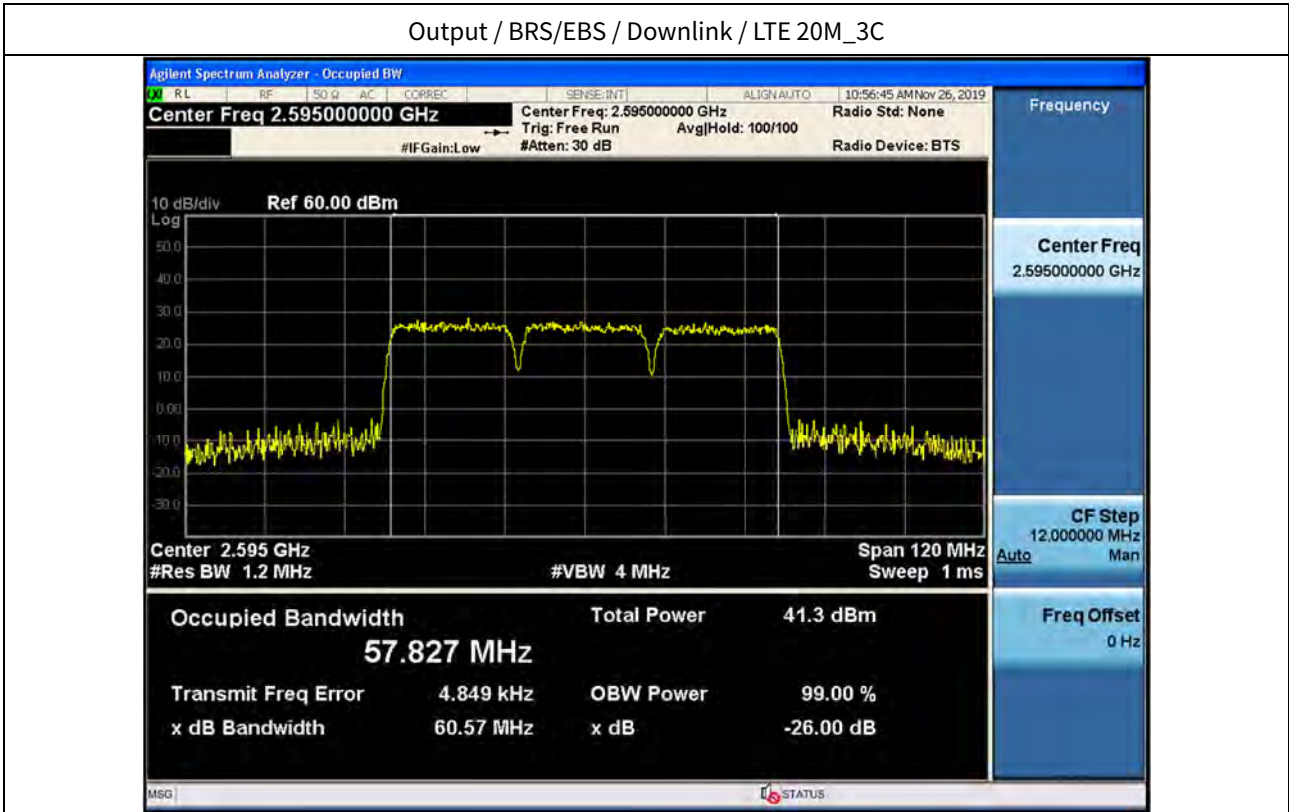 Output / BRS/EBS / Downlink / LTE 20M_3C
Agilent Spectrum Analyzer - Occupied BW
LXI RL RF 50 Ω AC CORREC SENSE:INT ALIGN AUTO 10:56:45 AM Nov 26, 2019
Center Freq 2.595000000 GHz
Center Freq: 2.595000000 GHz
Radio Std: None
Trig: Free Run Avg|Hold: 100/100
#IFGain:Low
#Atten: 30 dB
Radio Device: BTS
Frequency
10 dB/div Ref 60.00 dBm
Log
50.0
40.0
30.0
20.0
10.0
0.00
-10.0
-20.0
-30.0
Center 2.595 GHz
Span 120 MHz
#Res BW 1.2 MHz
#VBW 4 MHz
Sweep 1 ms
Center Freq
2.595000000 GHz
CF Step
12.000000 MHz
Auto Man
Freq Offset
0 Hz
Occupied Bandwidth
57.827 MHz
Total Power 41.3 dBm
Transmit Freq Error 4.849 kHz OBW Power 99.00 %
x dB Bandwidth 60.57 MHz x dB -26.00 dB
MSG
STATUS